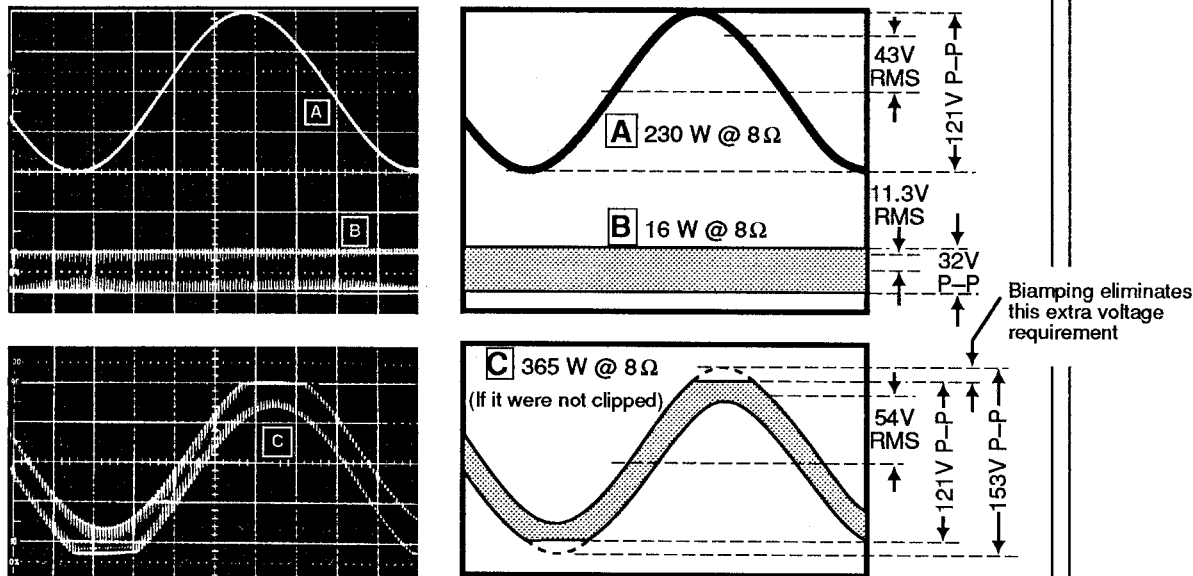 A
B
43V
RMS
121V P–P
A 230 W @ 8Ω
11.3V
RMS
B 16 W @ 8Ω
32V
P–P
Biamping eliminates
this extra voltage
requirement
C
C 365 W @ 8Ω
(If it were not clipped)
54V
RMS
121V P–P
153V P–P